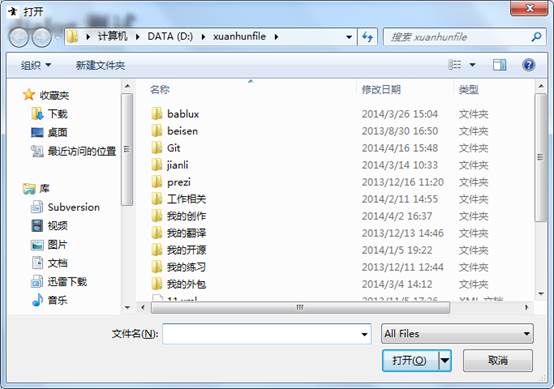 打开
计算机 ▸ DATA (D:) ▸ xuanhunfile ▸
搜索 xuanhunfile
组织 新建文件夹
名称 修改日期 类型
收藏夹
下载
桌面
最近访问的位置
库
Subversion
视频
图片
文档
迅雷下载
音乐
bablux 2014/3/26 15:04 文件夹
beisen 2013/8/30 16:50 文件夹
Git 2014/4/16 15:48 文件夹
jianli 2014/3/14 10:33 文件夹
prezi 2013/12/16 11:20 文件夹
工作相关 2014/2/11 14:55 文件夹
我的创作 2014/4/2 16:37 文件夹
我的翻译 2013/12/13 14:46 文件夹
我的开源 2014/1/5 19:22 文件夹
我的练习 2013/12/11 12:44 文件夹
我的外包 2014/3/4 14:12 文件夹
文件名(N): All Files
打开(O) 取消